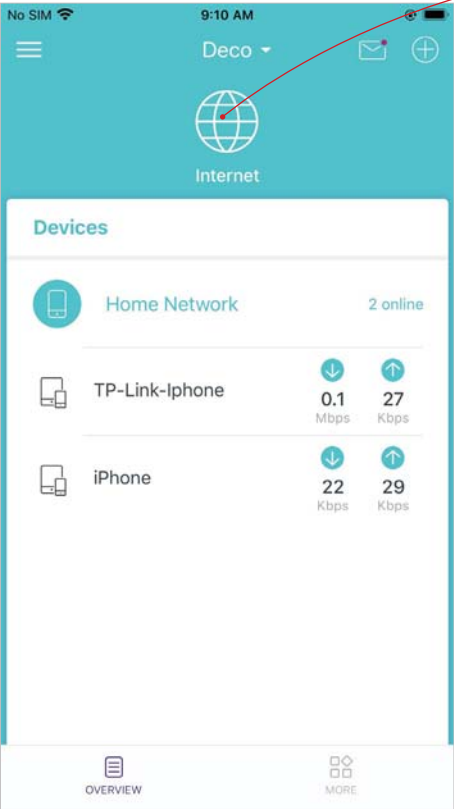 No SIM 9:10 AM
Deco
Internet
Devices
Home Network 2 online
TP-Link-Iphone 0.1 27
Mbps Kbps
iPhone 22 29
Kbps Kbps
OVERVIEW MORE